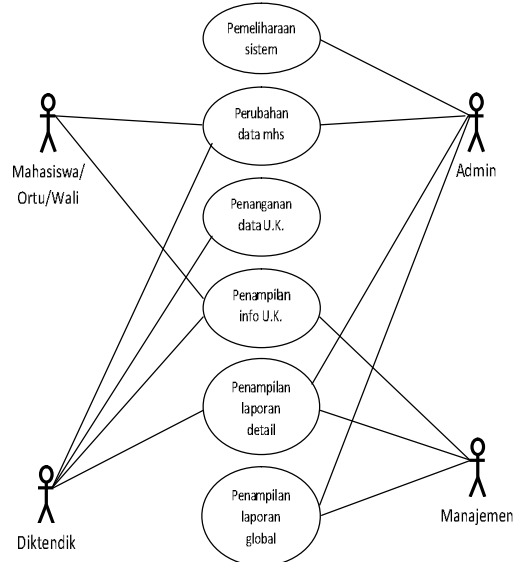 Pemeliharaan
sistem
Perubahan
data mhs
Mahasiswa/
Ortu/Wali
Admin
Penanganan
data U.K.
Penampilan
info U.K.
Penampilan
laporan
detail
Penampilan
laporan
global
Diktendik
Manajemen